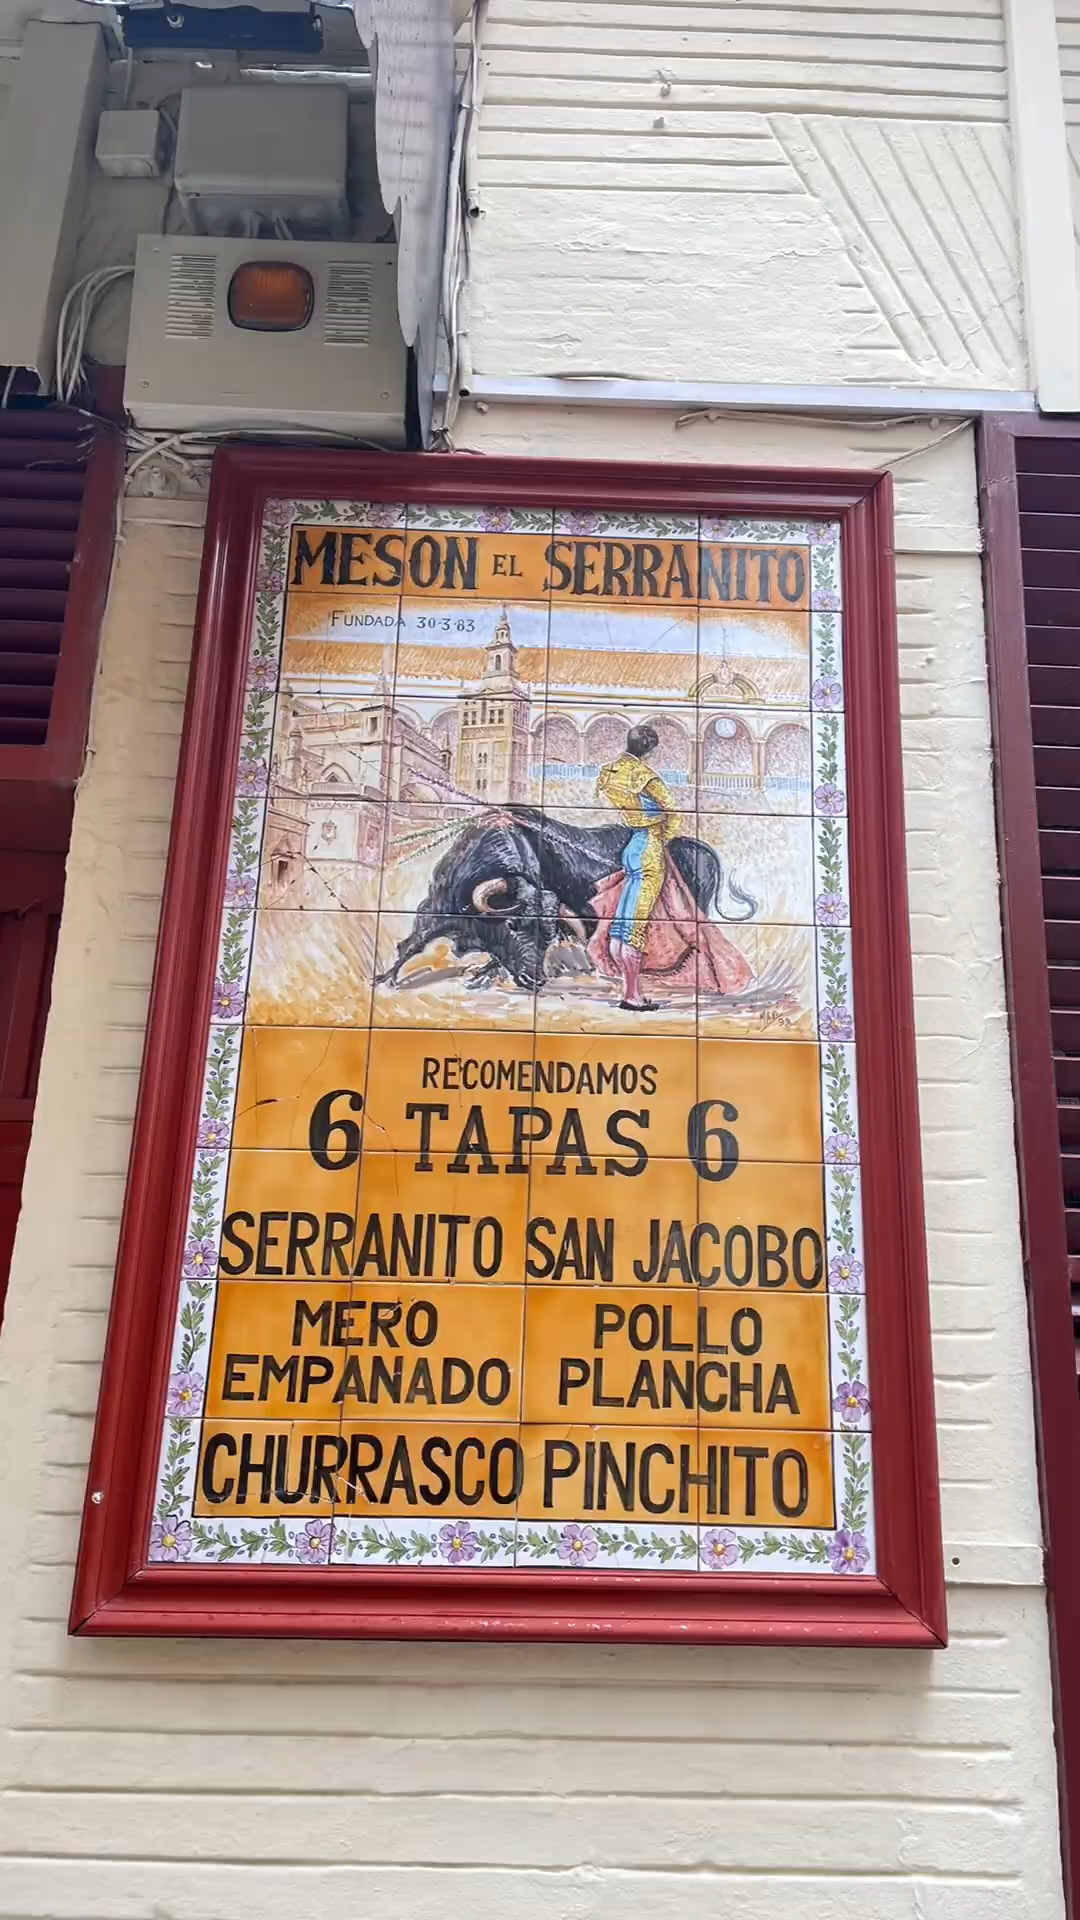 MESON EL SERRANITO
FUNDADA 30·3·83
RECOMENDAMOS
6 TAPAS 6
SERRANITO SAN JACOBO
MERO POLLO
EMPANADO PLANCHA
CHURRASCO PINCHITO